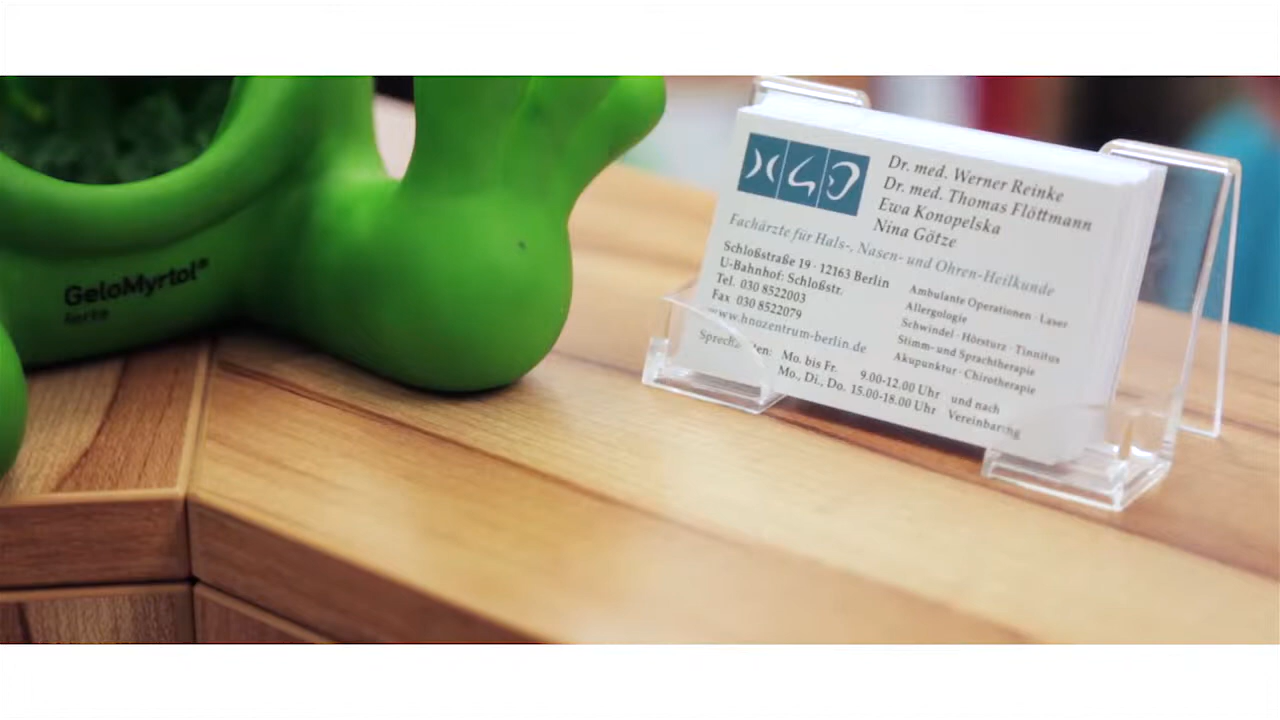 GeloMyrtol®
forte
Dr. med. Werner Reinke
Dr. med. Thomas Flöttmann
Ewa Konopelska
Nina Götze
Fachärzte für Hals-, Nasen- und Ohren-Heilkunde
Schloßstraße 19 · 12163 Berlin
U-Bahnhof: Schloßstr.
Tel. 030 8522003
Fax 030 8522079
www.hnozentrum-berlin.de
Ambulante Operationen · Laser
Allergologie
Schwindel · Hörsturz · Tinnitus
Stimm- und Sprachtherapie
Akupunktur · Chirotherapie
Sprechzeiten: Mo. bis Fr. 9.00-12.00 Uhr und nach
Mo., Di., Do. 15.00-18.00 Uhr Vereinbarung